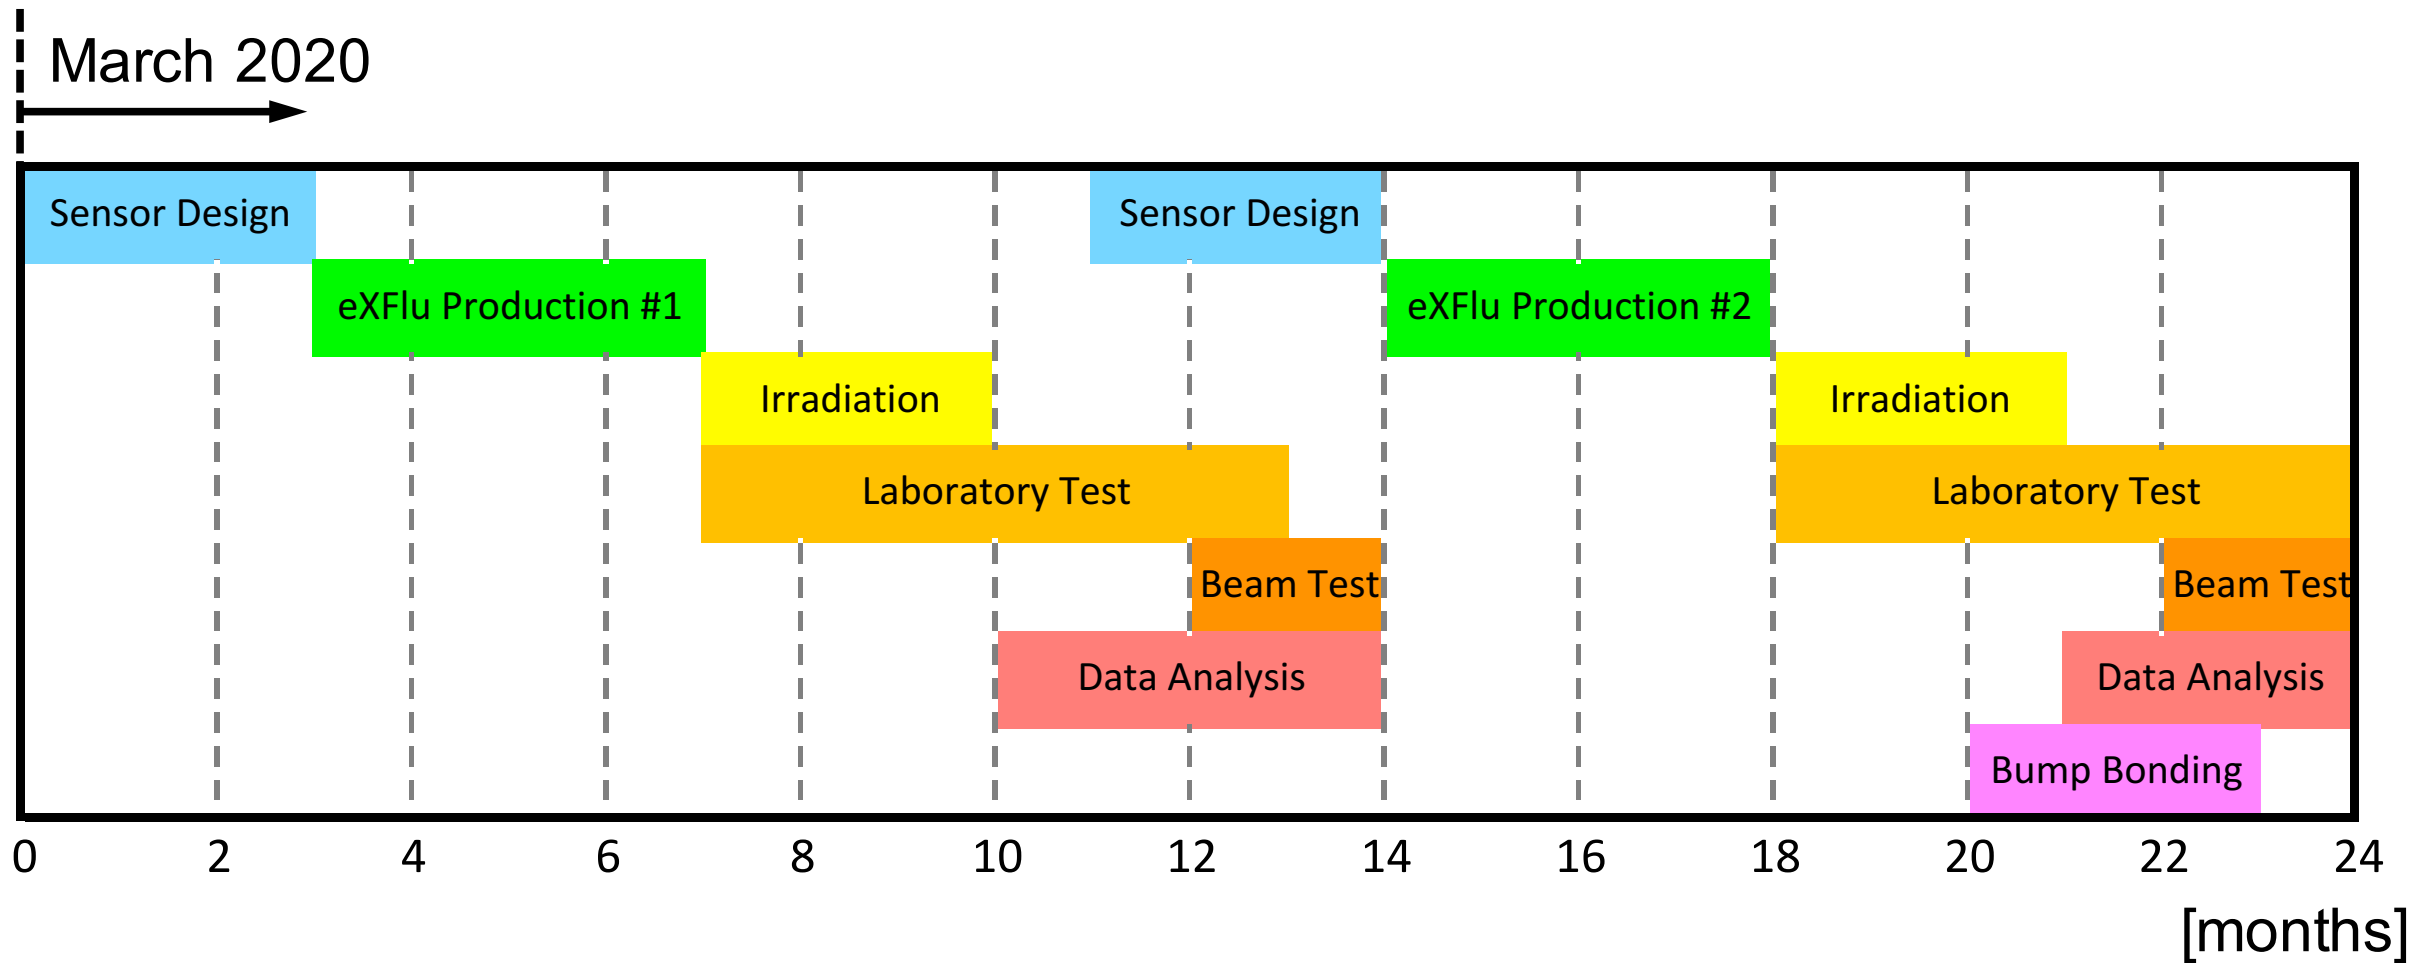 March 2020
Sensor Design
Sensor Design
eXFlu Production #1
eXFlu Production #2
Irradiation
Irradiation
Laboratory Test
Laboratory Test
Beam Test
Beam Test
Data Analysis
Data Analysis
Bump Bonding
0 2 4 6 8 10 12 14 16 18 20 22 24
[months]